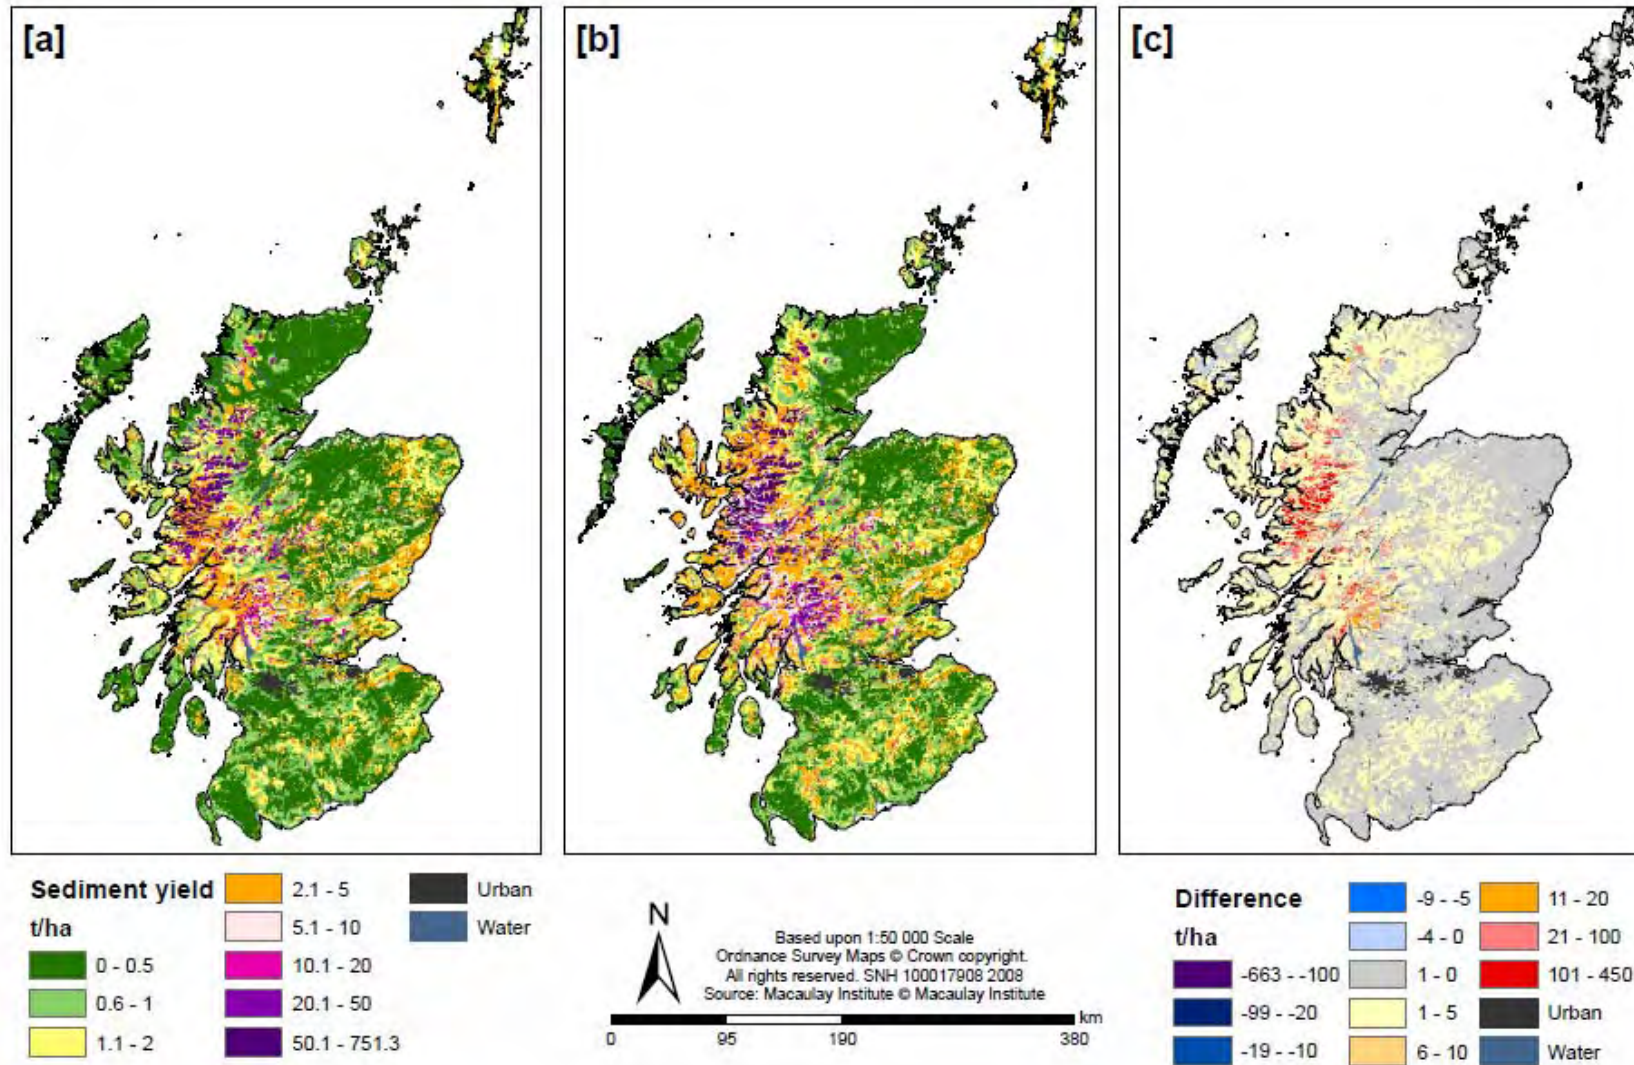 [a]
[b]
[c]
Sediment yield
t/ha
0 - 0.5
0.6 - 1
1.1 - 2
2.1 - 5
5.1 - 10
10.1 - 20
20.1 - 50
50.1 - 751.3
Urban
Water
N
Based upon 1:50 000 Scale
Ordnance Survey Maps © Crown copyright.
All rights reserved. SNH 100017908 2008
Source: Macaulay Institute © Macaulay Institute
km
0 95 190 380
Difference
t/ha
-663 - -100
-99 - -20
-19 - -10
-9 - -5
-4 - 0
1 - 0
1 - 5
6 - 10
11 - 20
21 - 100
101 - 450
Urban
Water